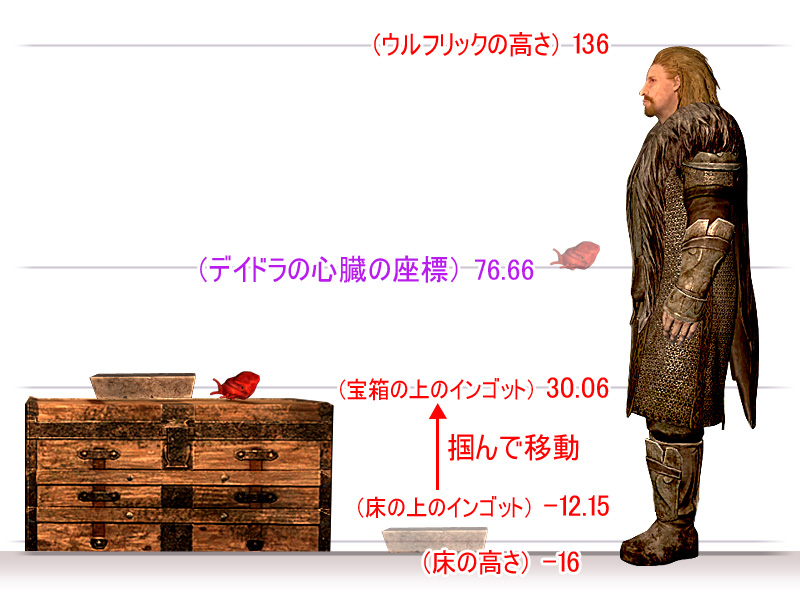 (ウルフリックの高さ) 136
(デイドラの心臓の座標) 76.66
(宝箱の上のインゴット) 30.06
掴んで移動
(床の上のインゴット) -12.15
(床の高さ) -16